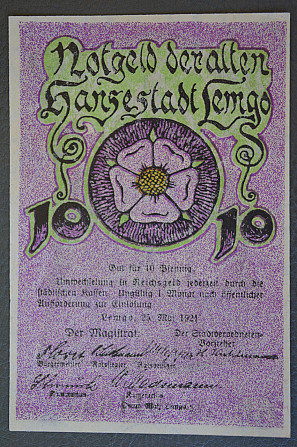 Notgeld der alten
Hansestadt Lemgo
10 10
Gut für 10 Pfennig.
Umwechselung in Reichsgeld jederzeit durch die
städtischen Kassen. Ungültig 1 Monat nach öffentlicher
Aufforderung zur Einlösung.
Lemgo, 25. Mai 1921
Der Magistrat. Der Stadtverordneten-
Vorsteher
Bürgermeister